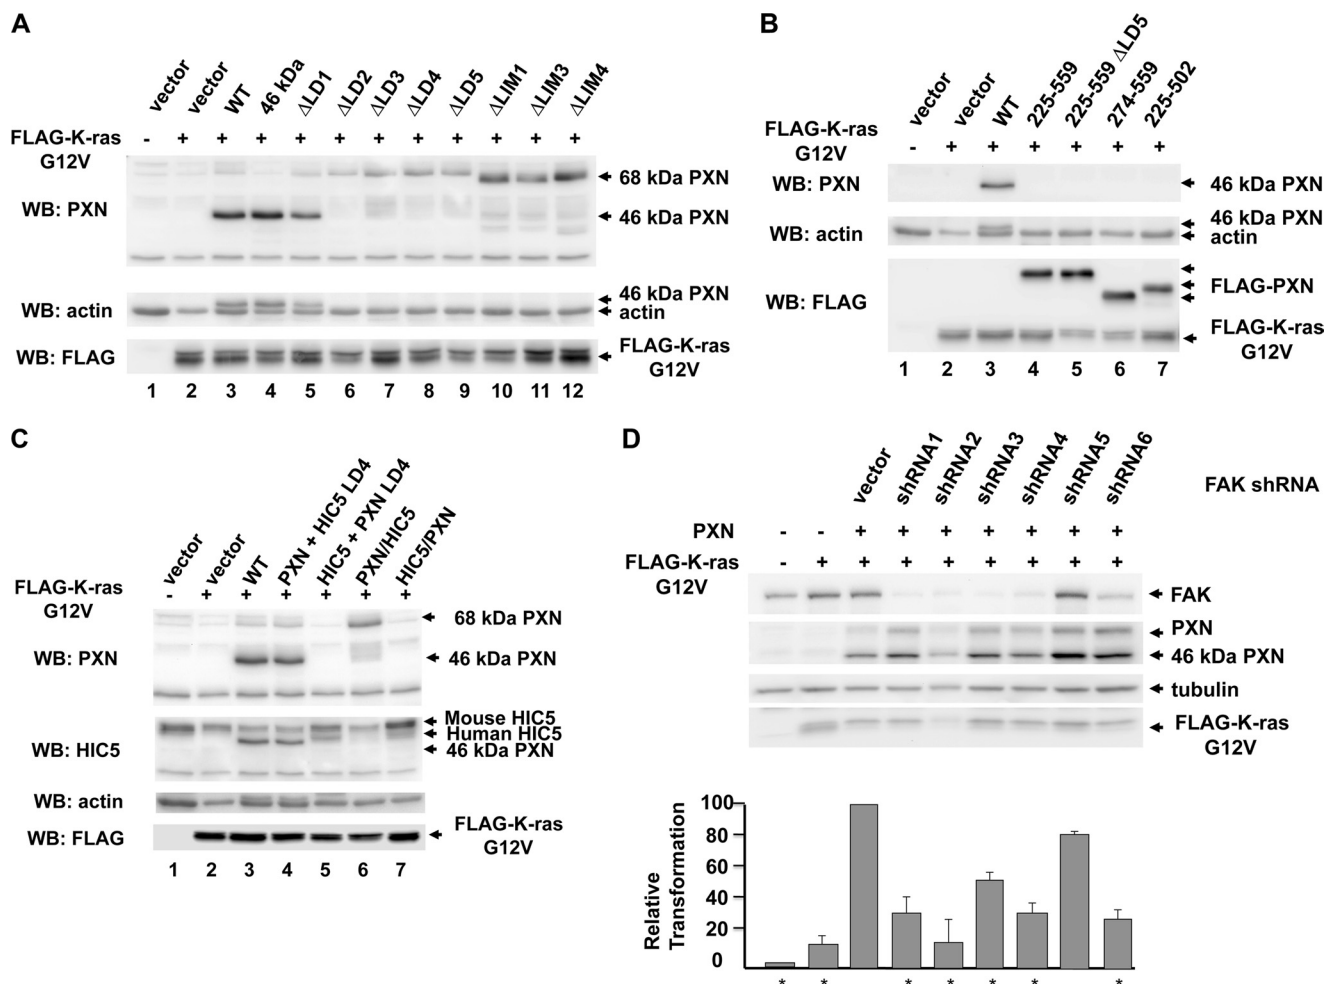 A
vector
vector
WT
46 kDa
ΔLD1
ΔLD2
ΔLD3
ΔLD4
ΔLD5
ΔLIM1
ΔLIM3
ΔLIM4
FLAG-K-ras - + + + + + + + + + + +
G12V
68 kDa PXN
WB: PXN
46 kDa PXN
46 kDa PXN
WB: actin
actin
WB: FLAG
FLAG-K-ras
G12V
1 2 3 4 5 6 7 8 9 10 11 12
B
vector
vector
WT
225-559
225-559 ΔLD5
274-559
225-502
FLAG-K-ras
G12V - + + + + + +
WB: PXN
46 kDa PXN
46 kDa PXN
WB: actin
actin
WB: FLAG
FLAG-PXN
FLAG-K-ras
G12V
1 2 3 4 5 6 7
C
vector
vector
WT
PXN + HIC5 LD4
HIC5 + PXN LD4
PXN/HIC5
HIC5/PXN
FLAG-K-ras
G12V - + + + + + +
68 kDa PXN
WB: PXN
46 kDa PXN
Mouse HIC5
Human HIC5
WB: HIC5
46 kDa PXN
WB: actin
WB: FLAG
FLAG-K-ras
G12V
1 2 3 4 5 6 7
D
vector
shRNA1
shRNA2
shRNA3
shRNA4
shRNA5
shRNA6
FAK shRNA
PXN - - + + + + + + +
FLAG-K-ras - + + + + + + + +
G12V
FAK
PXN
46 kDa PXN
tubulin
FLAG-K-ras
G12V
Relative
Transformation
100
80
60
40
20
0
* * * * * * *